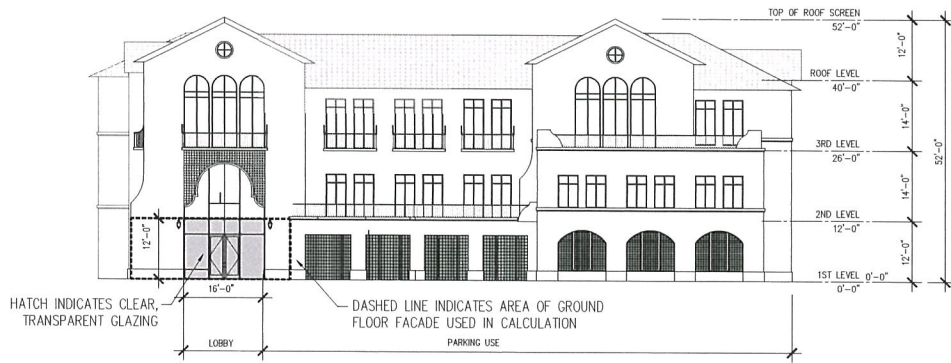 TOP OF ROOF SCREEN
52'-0"
12'-0"
ROOF LEVEL
40'-0"
14'-0"
3RD LEVEL
26'-0"
52'-0"
14'-0"
2ND LEVEL
12'-0"
12'-0"
12'-0"
1ST LEVEL 0'-0"
0'-0"
16'-0"
HATCH INDICATES CLEAR,
TRANSPARENT GLAZING
DASHED LINE INDICATES AREA OF GROUND
FLOOR FACADE USED IN CALCULATION
LOBBY
PARKING USE